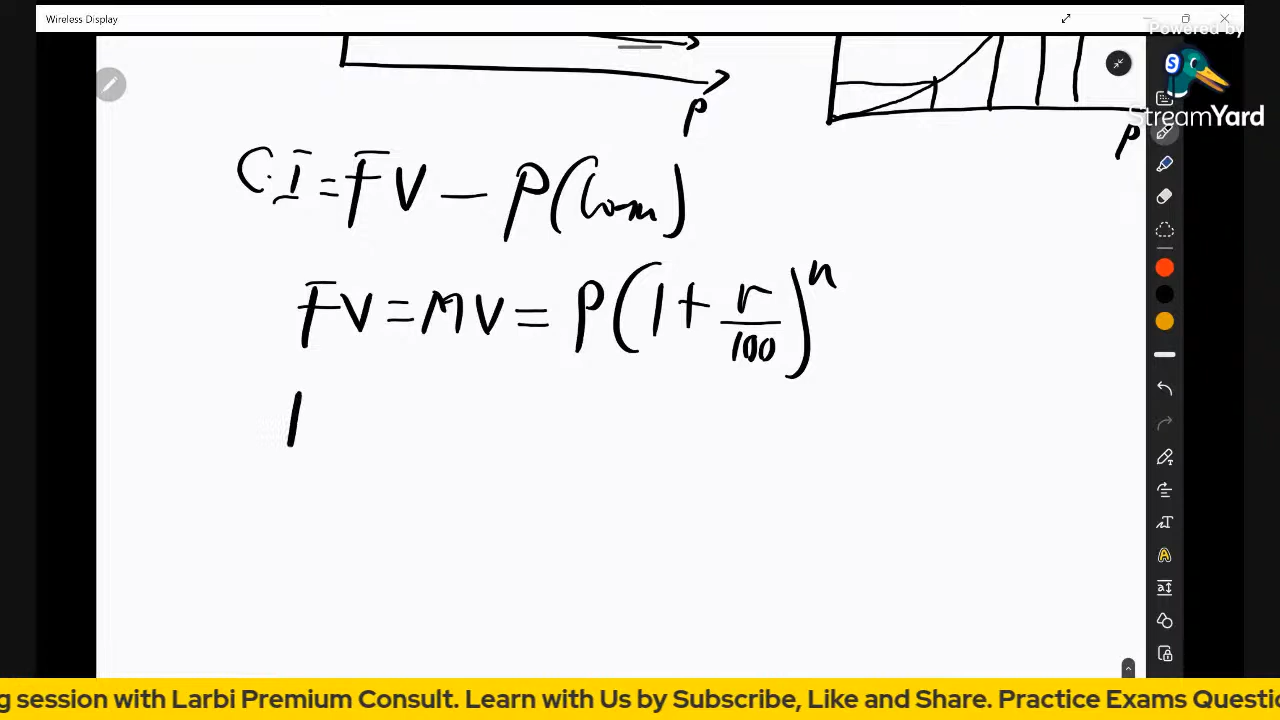 Wireless Display
Powered by
S
StreamYard
P
P
C.I = FV - P(Loan)
FV = MV = P(1 + r/100)^n
g session with Larbi Premium Consult. Learn with Us by Subscribe, Like and Share. Practice Exams Questio